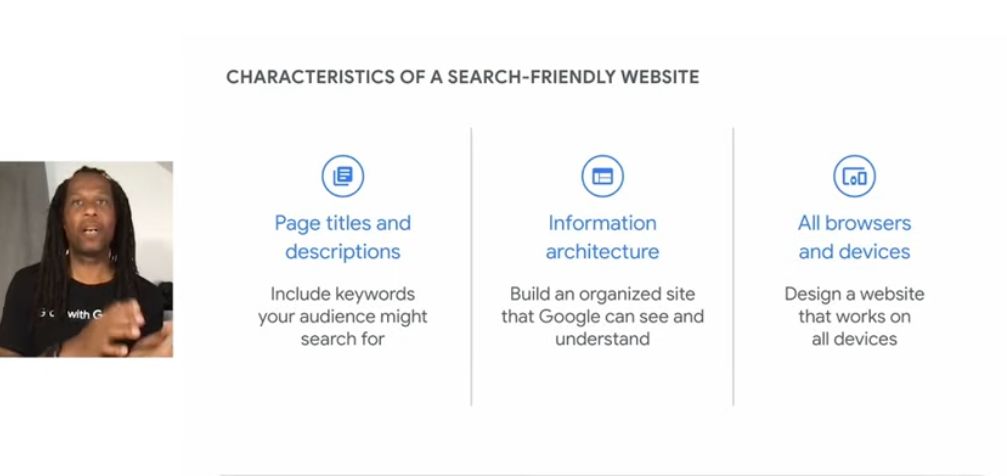 CHARACTERISTICS OF A SEARCH-FRIENDLY WEBSITE
Page titles and
descriptions
Include keywords
your audience might
search for
Information
architecture
Build an organized site
that Google can see and
understand
All browsers
and devices
Design a website
that works on
all devices
with